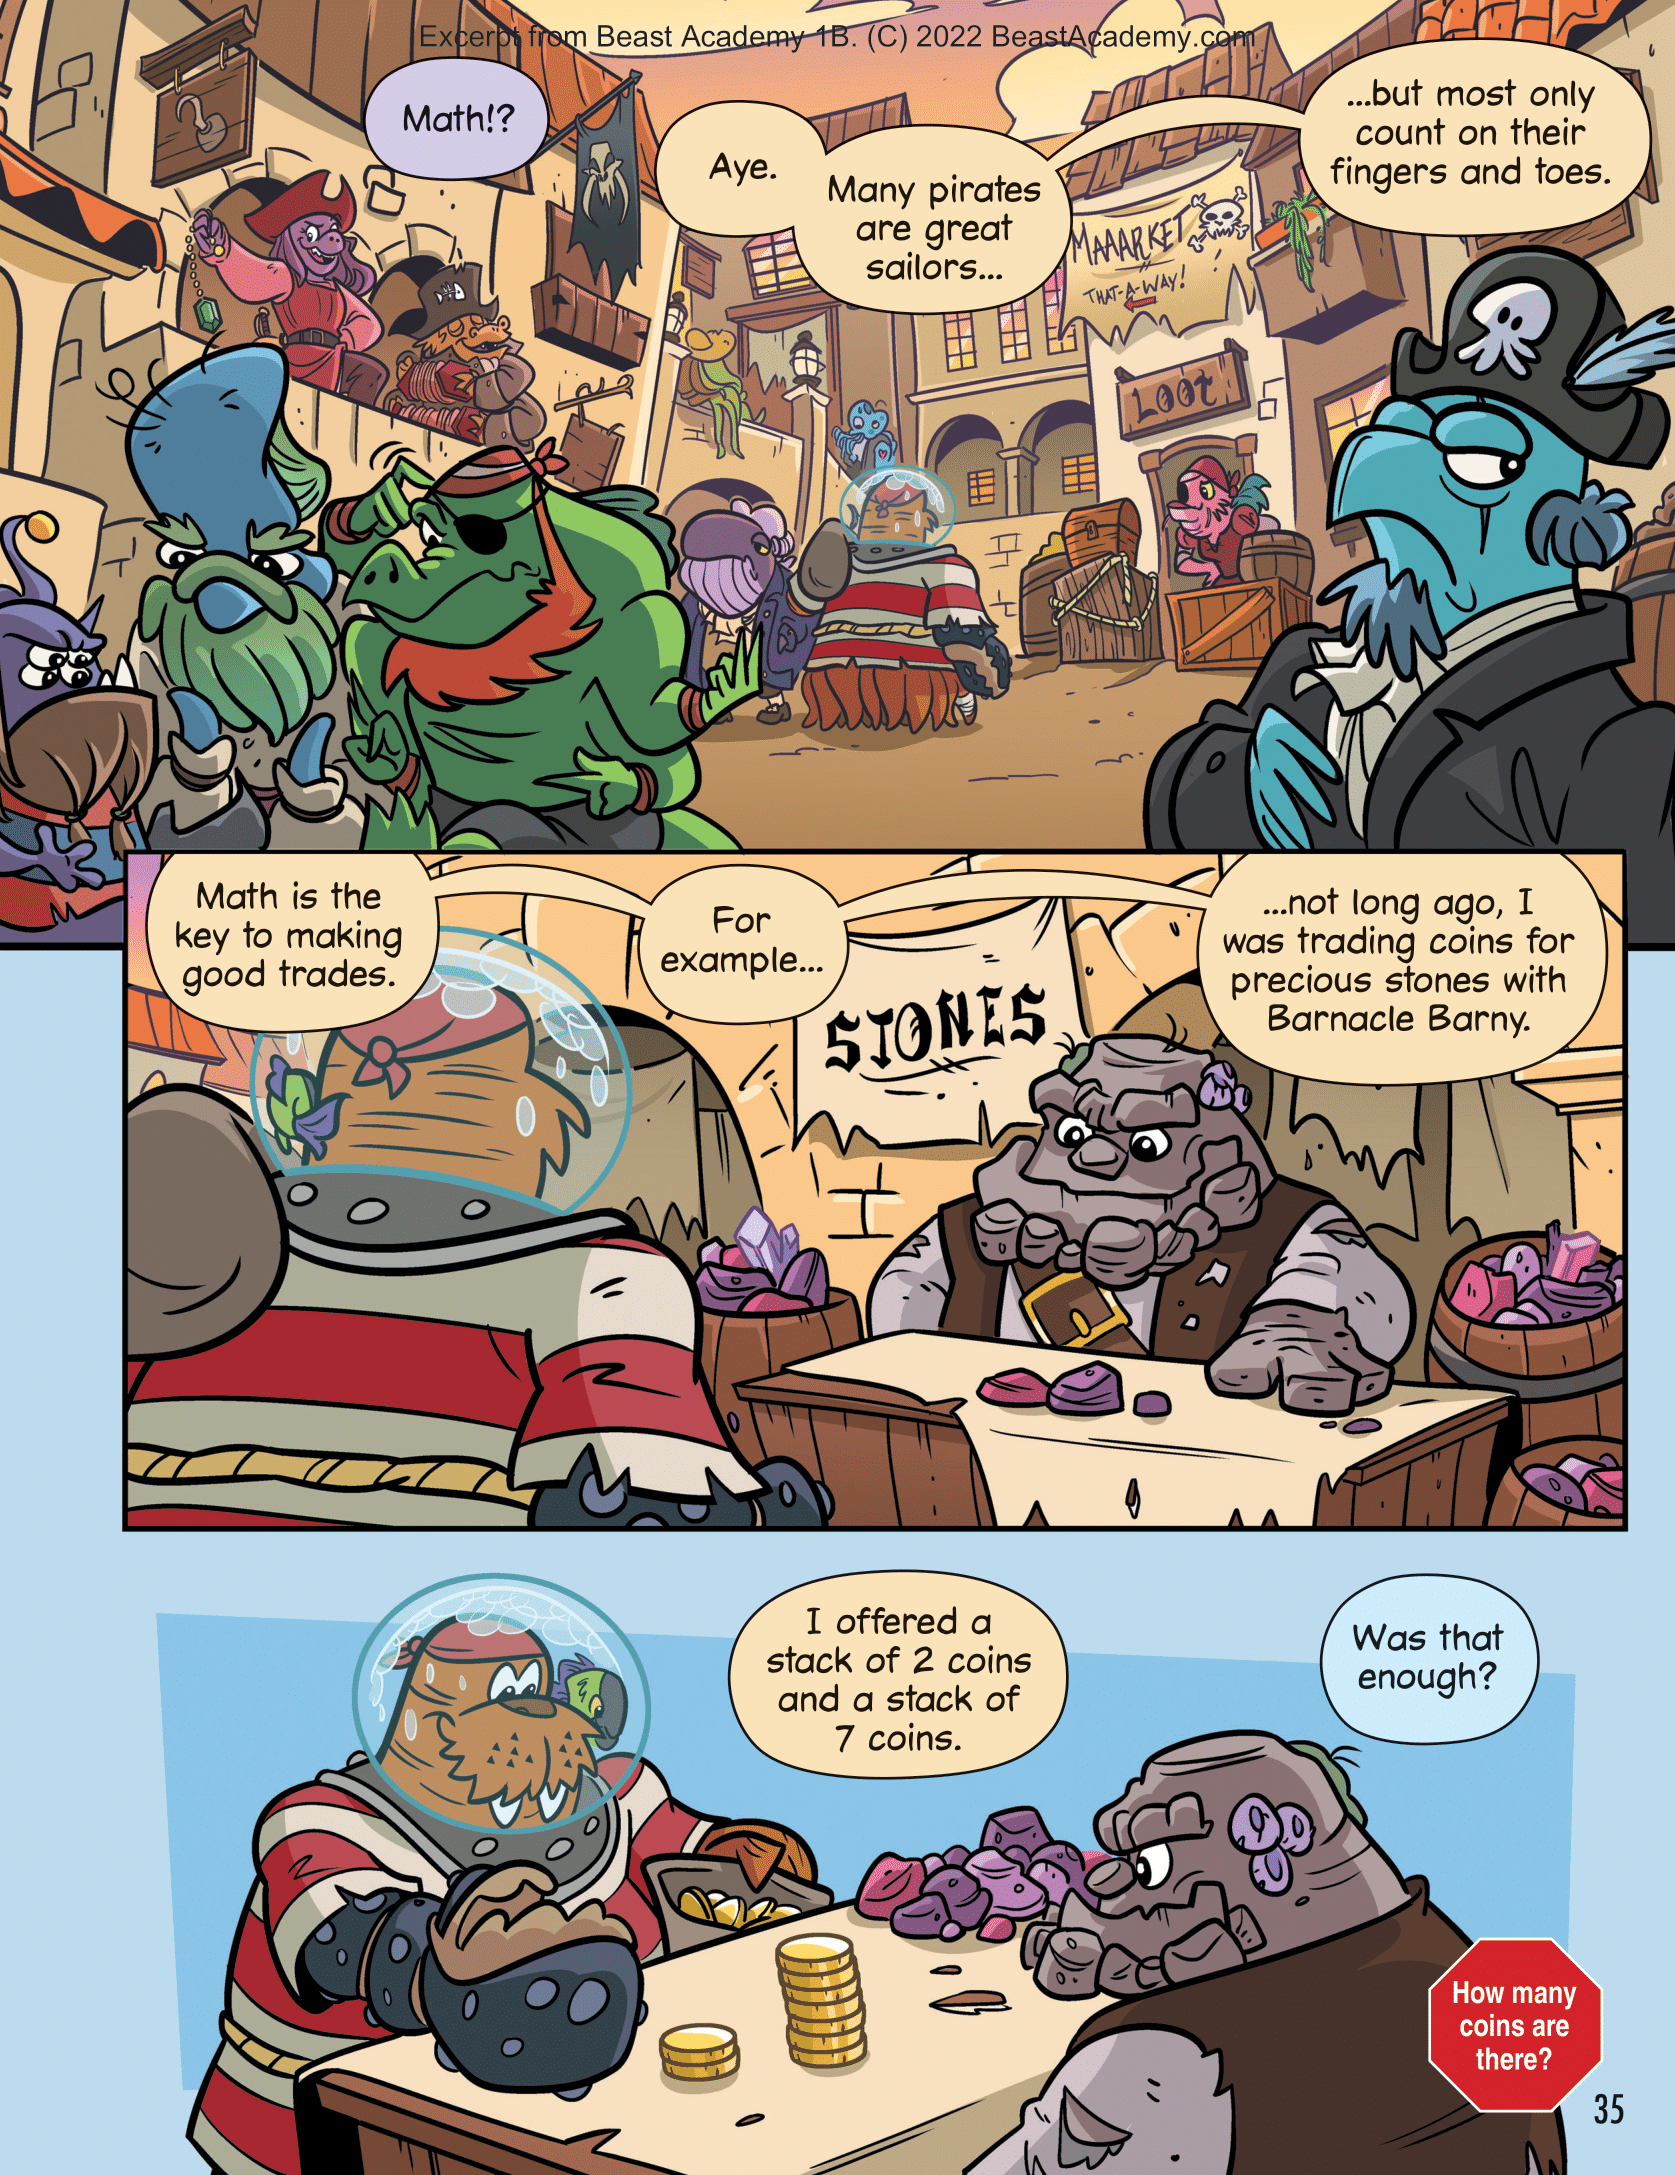 Excerpt from Beast Academy 1B. (C) 2022 BeastAcademy.com
Math!?
Aye.
Many pirates
are great
sailors...
...but most only
count on their
fingers and toes.
MAAARKET
THAT-A-WAY!
LOOT
Math is the
key to making
good trades.
For
example...
...not long ago, I
was trading coins for
precious stones with
Barnacle Barny.
STONES
I offered a
stack of 2 coins
and a stack of
7 coins.
Was that
enough?
How many
coins are
there?
35